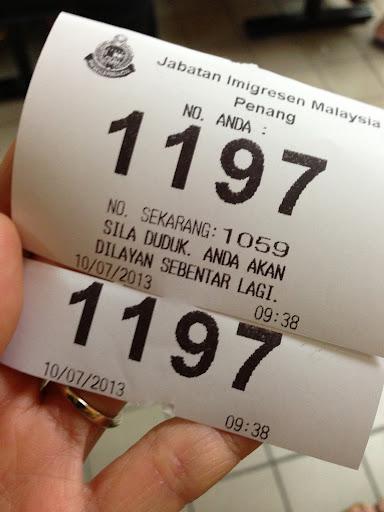 Jabatan Imigresen Malaysia
Penang
NO. ANDA :
1197
NO. SEKARANG: 1059
SILA DUDUK. ANDA AKAN
DILAYAN SEBENTAR LAGI.
10/07/2013 09:38
1197
10/07/2013 09:38